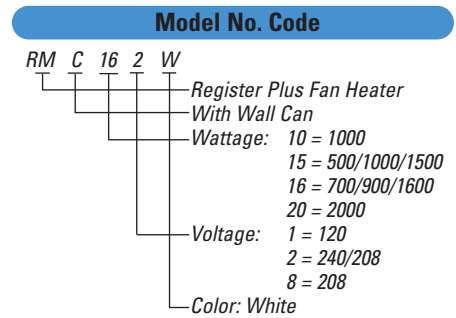 Model No. Code
RM C 16 2 W
Register Plus Fan Heater
With Wall Can
Wattage: 10 = 1000
15 = 500/1000/1500
16 = 700/900/1600
20 = 2000
Voltage: 1 = 120
2 = 240/208
8 = 208
Color: White